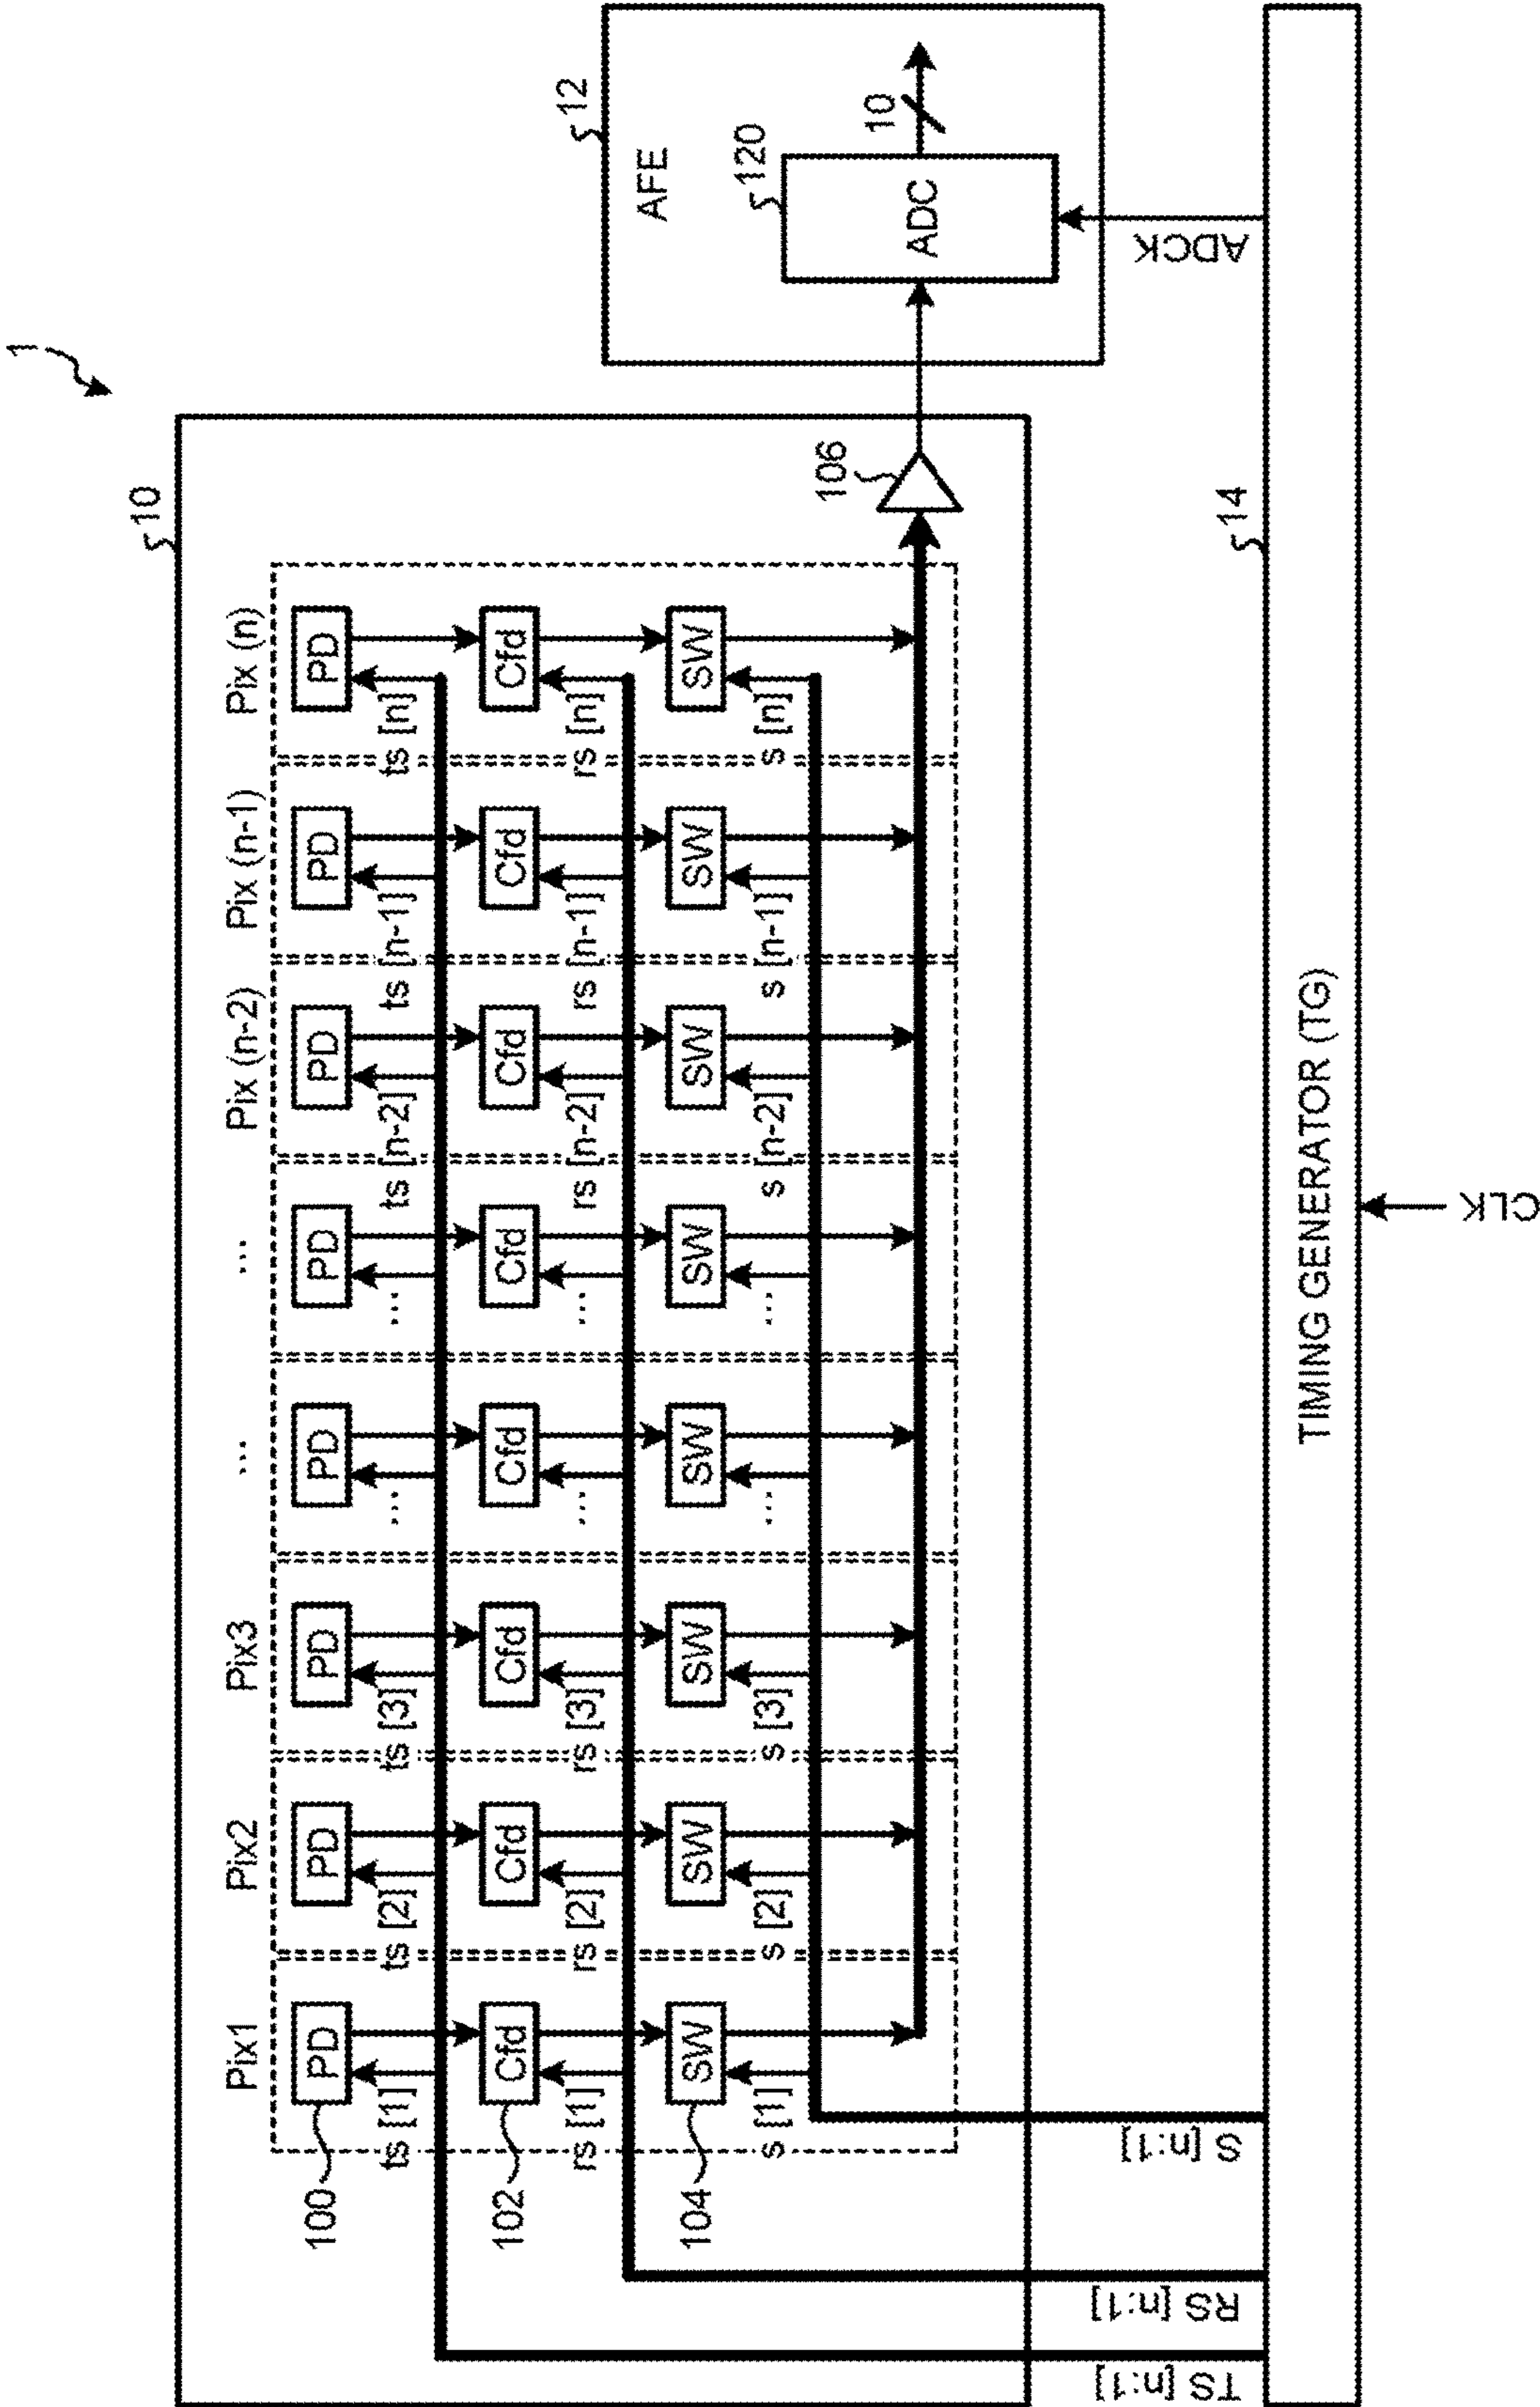 1
10
12
Pix1 Pix2 Pix3 ... ... Pix (n-2) Pix (n-1) Pix (n)
AFE
100 PD PD PD PD PD PD PD PD
ts [1] ts [2] ts [3] ... ... ts [n-2] ts [n-1] ts [n]
102 Cfd Cfd Cfd Cfd Cfd Cfd Cfd Cfd
rs [1] rs [2] rs [3] ... ... rs [n-2] rs [n-1] rs [n]
104 SW SW SW SW SW SW SW SW
s [1] s [2] s [3] ... ... s [n-2] s [n-1] s [n]
106
120
ADC
10
TS [n:1]
RS [n:1]
S [n:1]
ADCK
14
TIMING GENERATOR (TG)
CLK